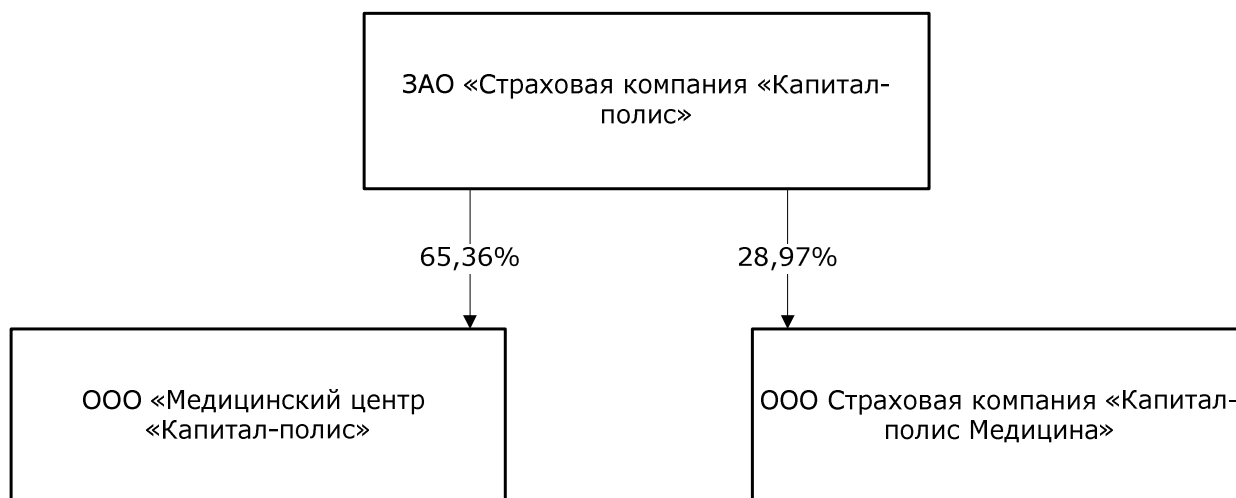 ЗАО «Страховая компания «Капитал-
полис»
65,36%
28,97%
ООО «Медицинский центр
«Капитал-полис»
ООО Страховая компания «Капитал-
полис Медицина»